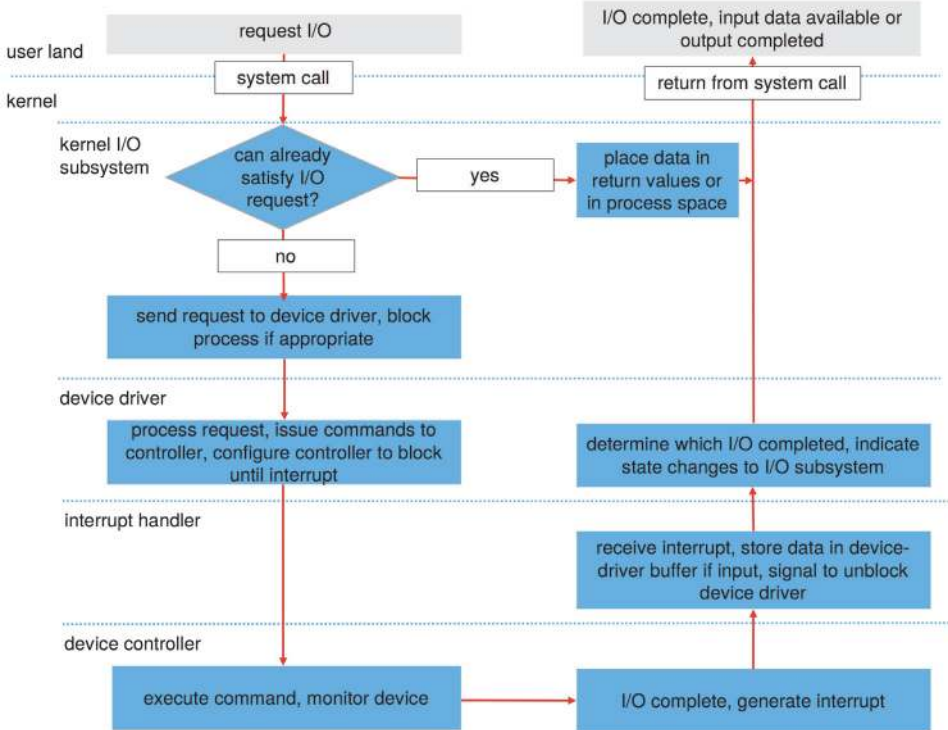 request I/O
I/O complete, input data available or
output completed
user land
system call
return from system call
kernel
kernel I/O
subsystem
can already
satisfy I/O
request?
yes
place data in
return values or
in process space
no
send request to device driver, block
process if appropriate
device driver
process request, issue commands to
controller, configure controller to block
until interrupt
determine which I/O completed, indicate
state changes to I/O subsystem
interrupt handler
receive interrupt, store data in device-
driver buffer if input, signal to unblock
device driver
device controller
execute command, monitor device
I/O complete, generate interrupt